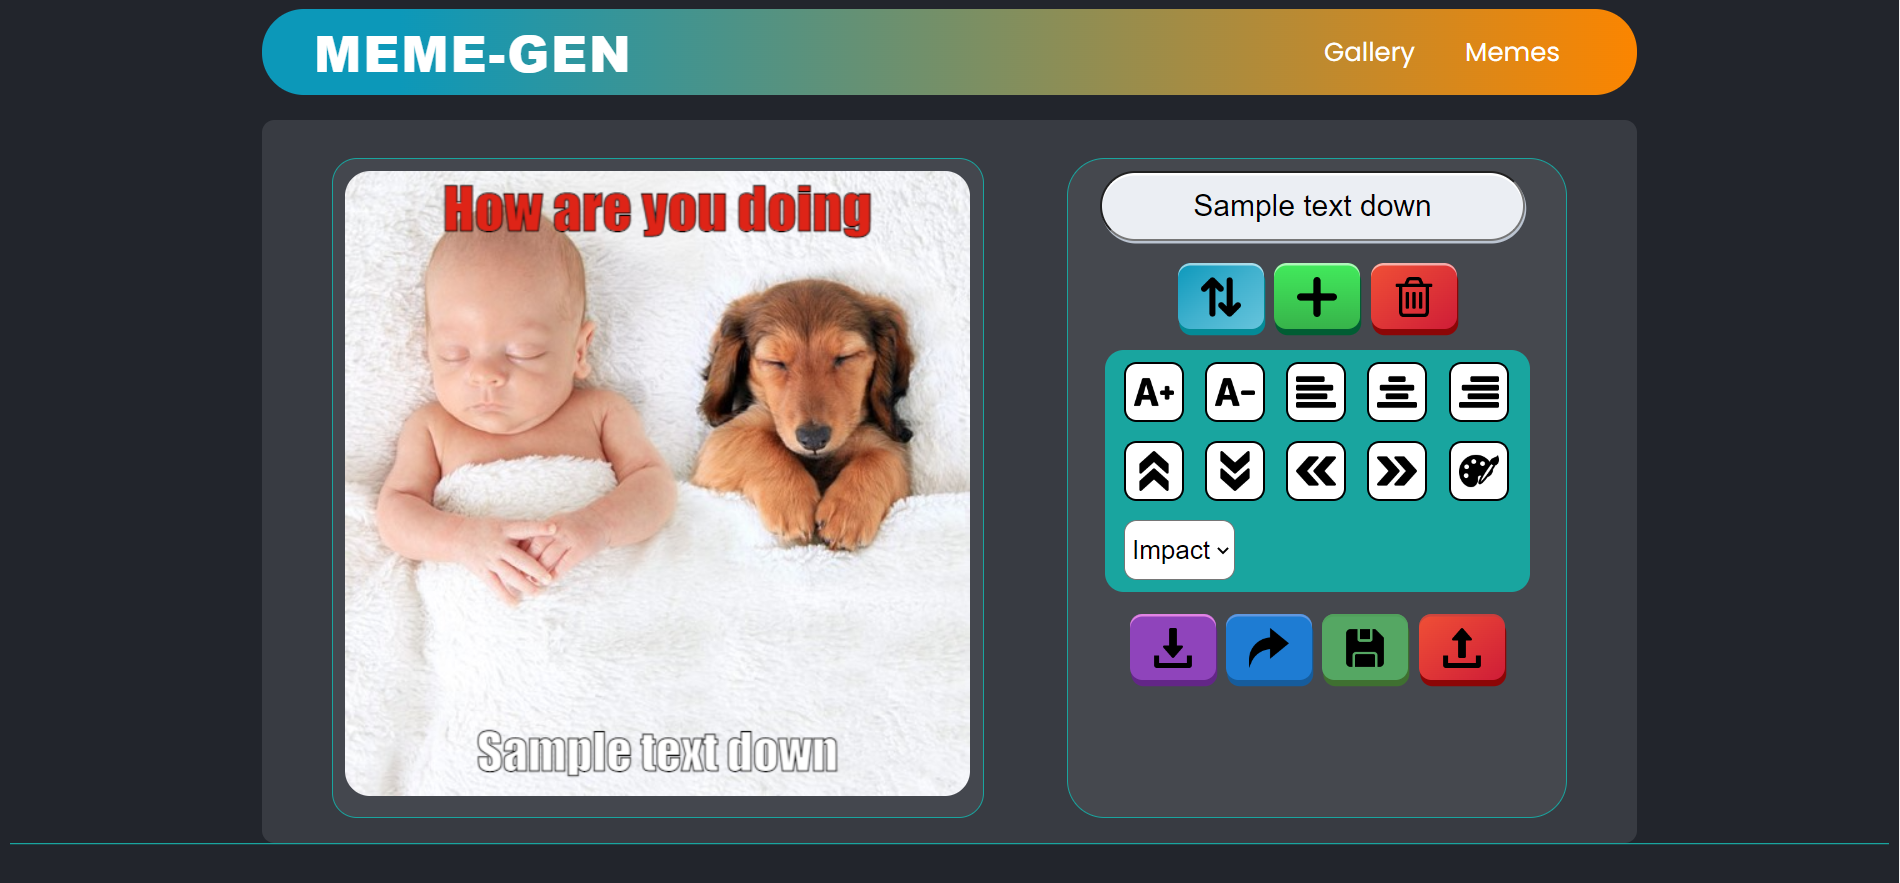 MEME-GEN
Gallery Memes
How are you doing
Sample text down
Sample text down
A+ A-
Impact